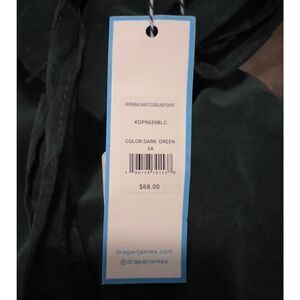 PAPERBAG WAIST CORDUROY SKIRT
KDP6029BLC
COLOR:DARK GREEN
3X
$68.00
draperjames.com
@draperjames